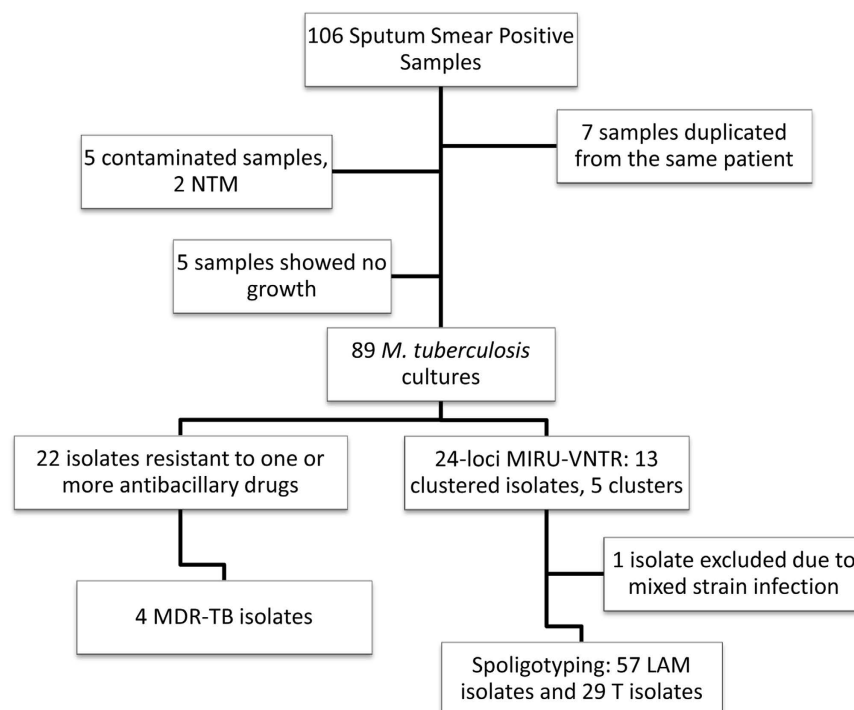 106 Sputum Smear Positive
Samples
7 samples duplicated
from the same patient
5 contaminated samples,
2 NTM
5 samples showed no
growth
89 M. tuberculosis
cultures
22 isolates resistant to one or
more antibacillary drugs
24-loci MIRU-VNTR: 13
clustered isolates, 5 clusters
1 isolate excluded due to
mixed strain infection
4 MDR-TB isolates
Spoligotyping: 57 LAM
isolates and 29 T isolates